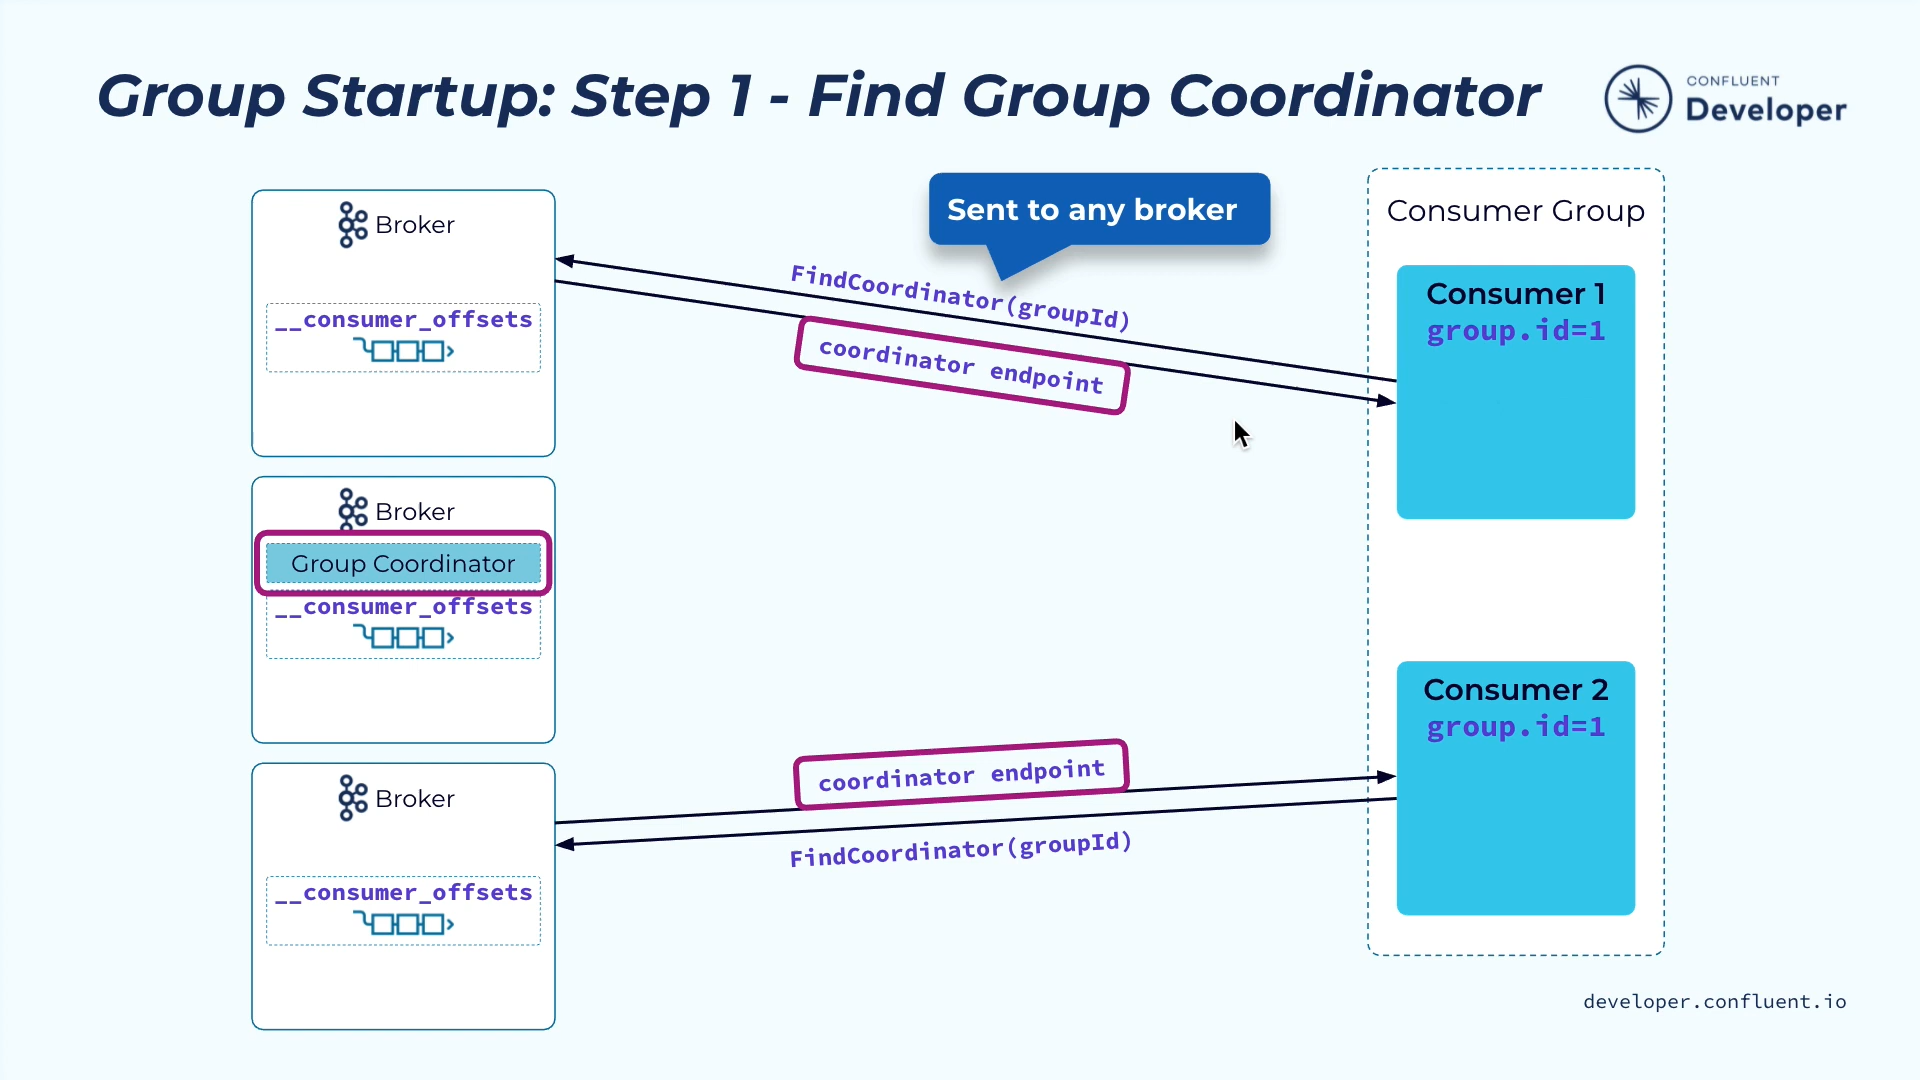 Group Startup: Step 1 - Find Group Coordinator
CONFLUENT
Developer
Broker
__consumer_offsets
Broker
Group Coordinator
__consumer_offsets
Broker
__consumer_offsets
Sent to any broker
FindCoordinator(groupId)
coordinator endpoint
coordinator endpoint
FindCoordinator(groupId)
Consumer Group
Consumer 1
group.id=1
Consumer 2
group.id=1
developer.confluent.io